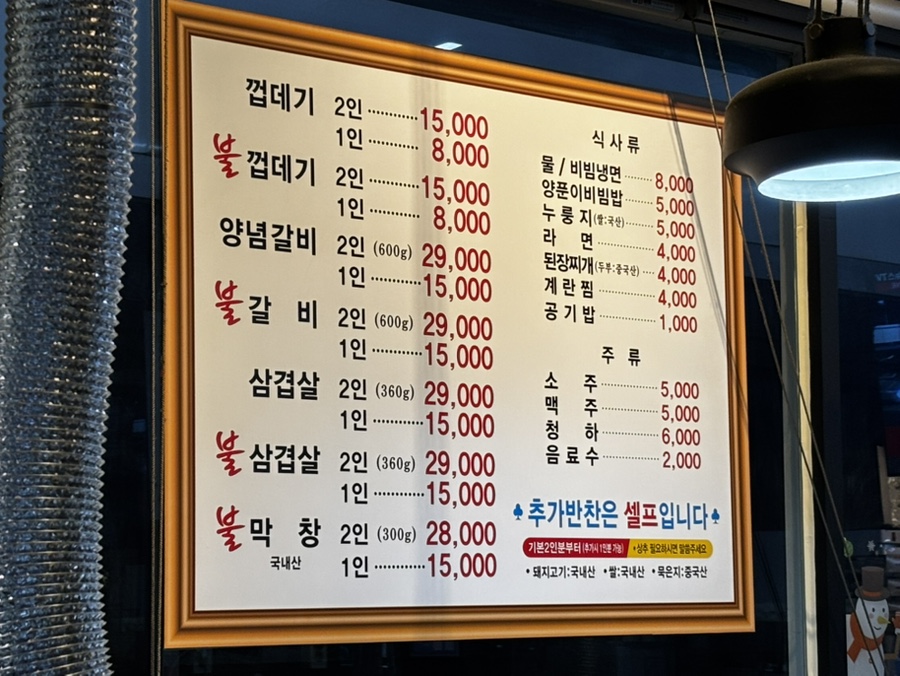 껍데기 2인 15,000
1인 8,000
불 껍데기 2인 15,000
1인 8,000
양념갈비 2인 (600g) 29,000
1인 15,000
불 갈 비 2인 (600g) 29,000
1인 15,000
삼겹살 2인 (360g) 29,000
1인 15,000
불 삼겹살 2인 (360g) 29,000
1인 15,000
불 막 창 2인 (300g) 28,000
국내산 1인 15,000
식 사 류
물 / 비빔냉면 8,000
양푼이비빔밥 5,000
누 룽 지 (쌀:국산) 5,000
라 면 4,000
된장찌개 (두부:중국산) 4,000
계 란 찜 4,000
공 기 밥 1,000
주 류
소 주 5,000
맥 주 5,000
청 하 6,000
음 료 수 2,000
♣ 추가반찬은 셀프입니다 ♣
기본2인분부터 (추가시 1인분 가능) •상추 필요하시면 말씀주세요
•돼지고기:국내산 •쌀:국내산 •묵은지:중국산